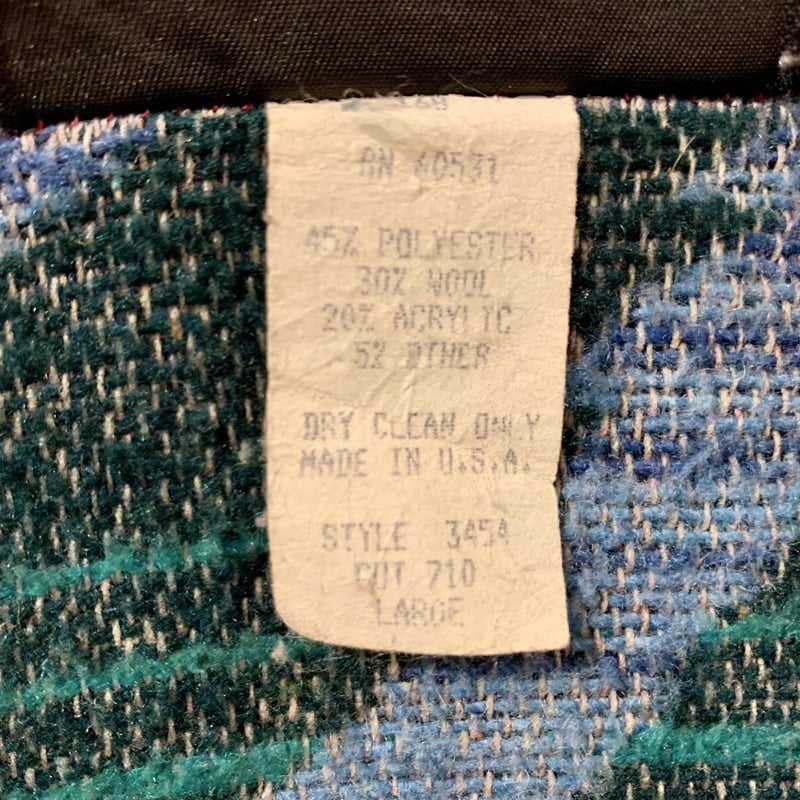 RN 60531
45% POLYESTER
30% WOOL
20% ACRYLIC
5% OTHER
DRY CLEAN ONLY
MADE IN U.S.A.
STYLE 3454
CUT 710
LARGE